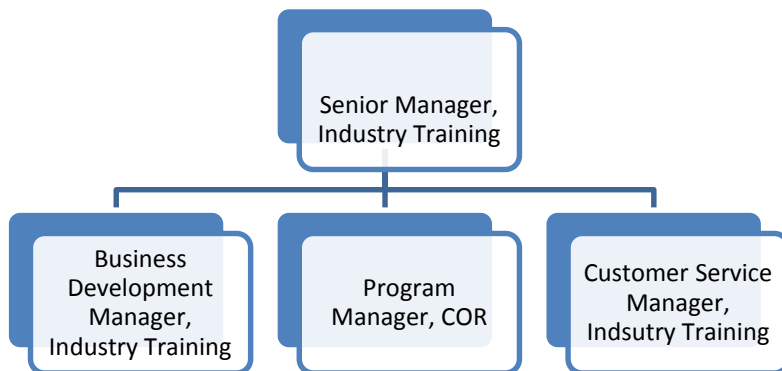 Senior Manager,
Industry Training
Business
Development
Manager,
Industry Training
Program
Manager, COR
Customer Service
Manager,
Indsutry Training